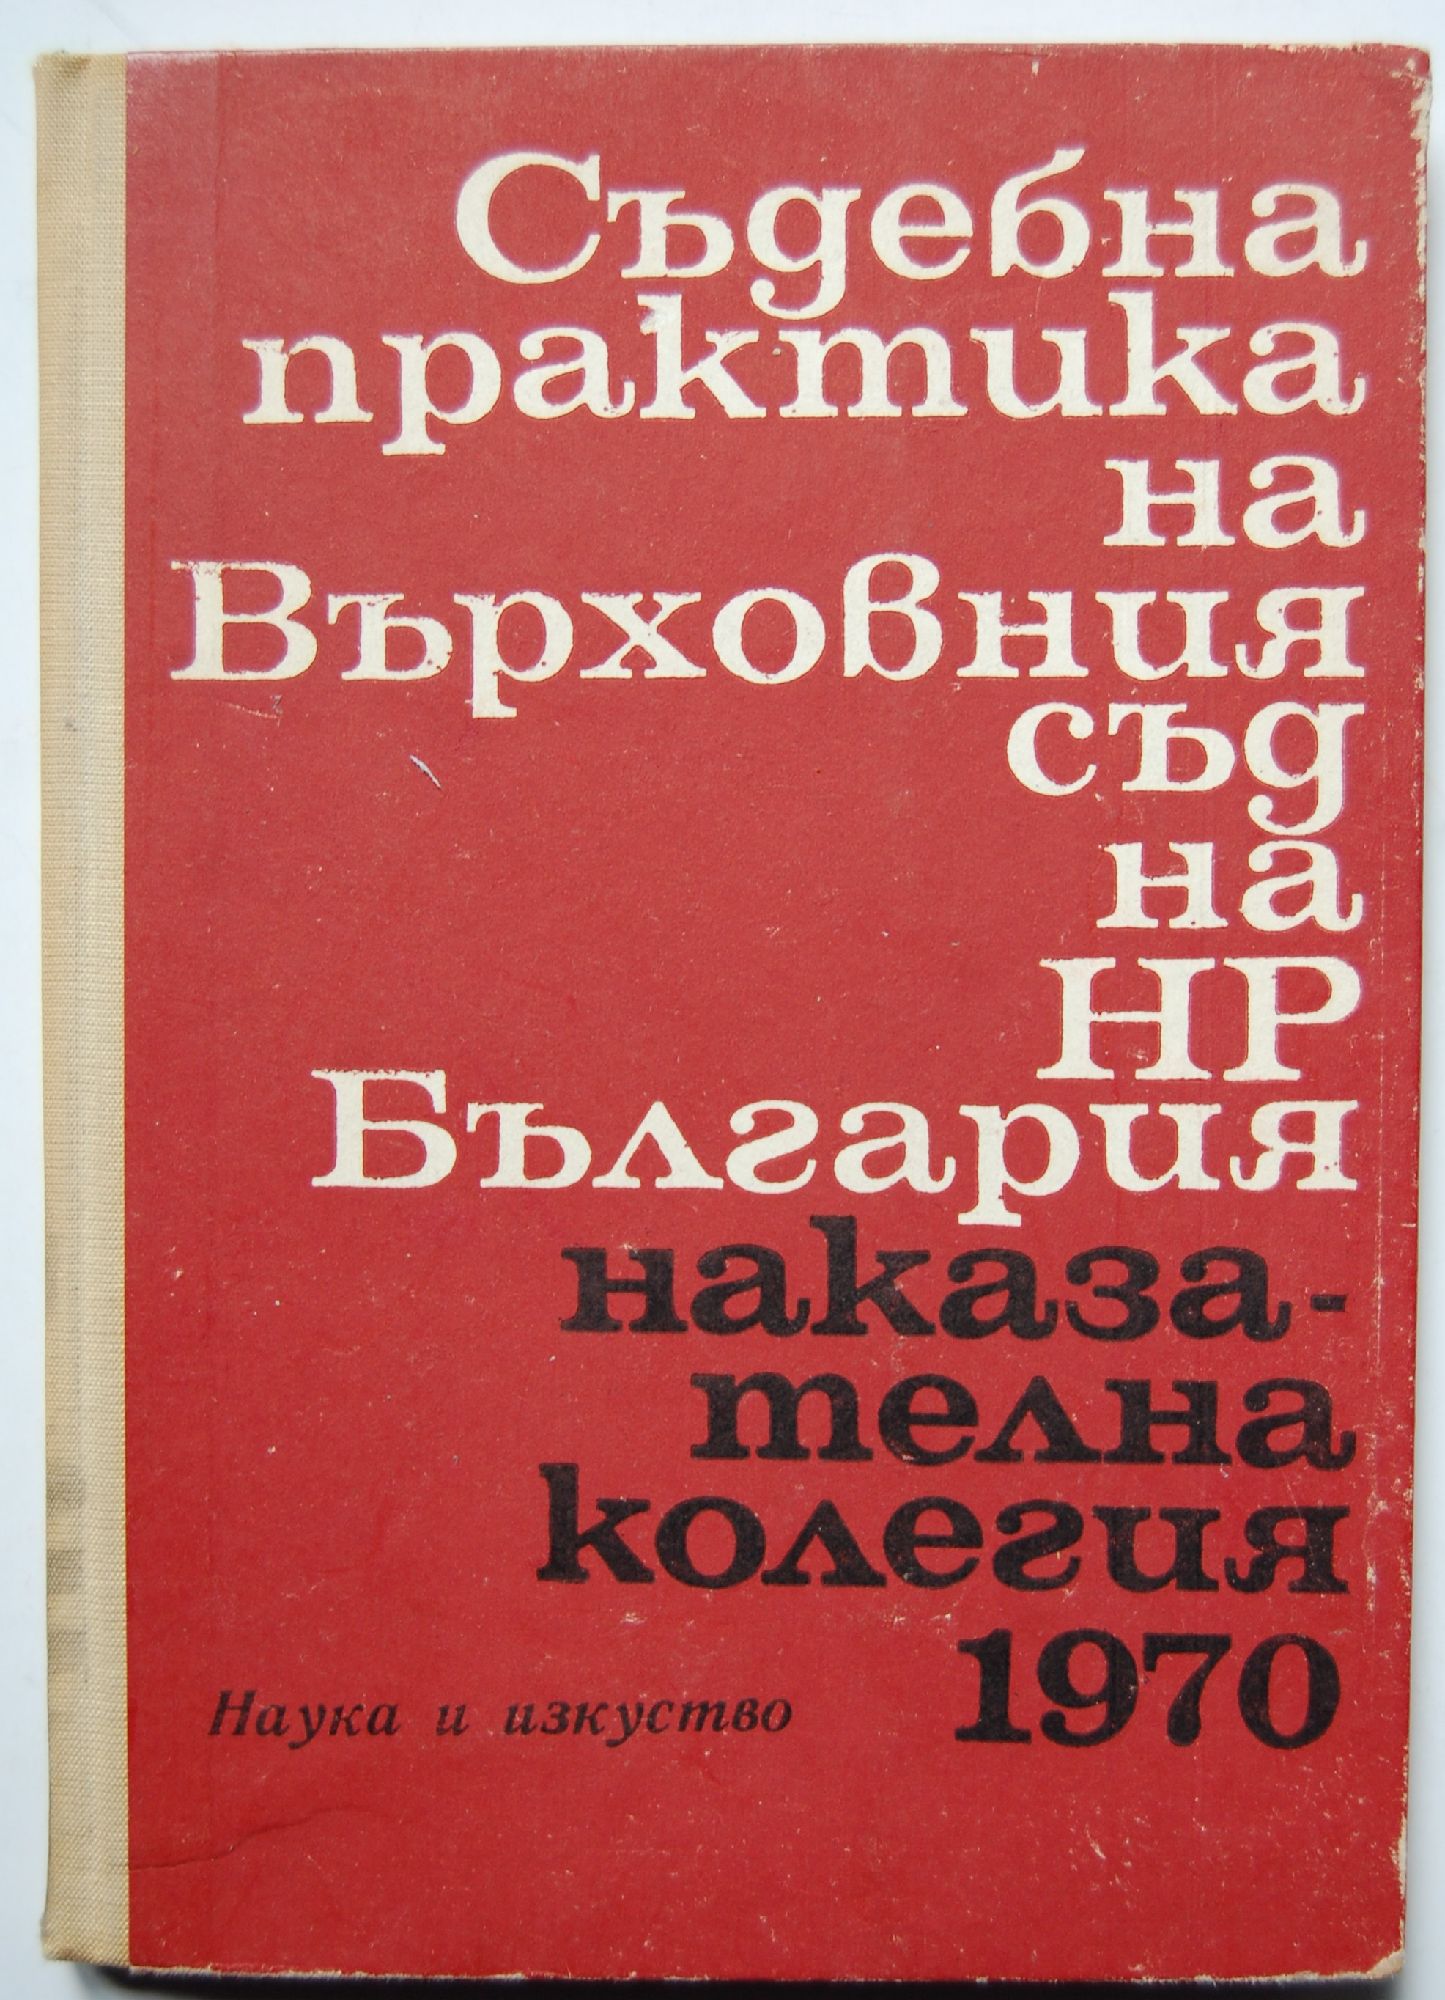 Съдебна
практика
на
Върховния
съд
на
НР
България
наказа-
телна
колегия
1970
Наука и изкуство